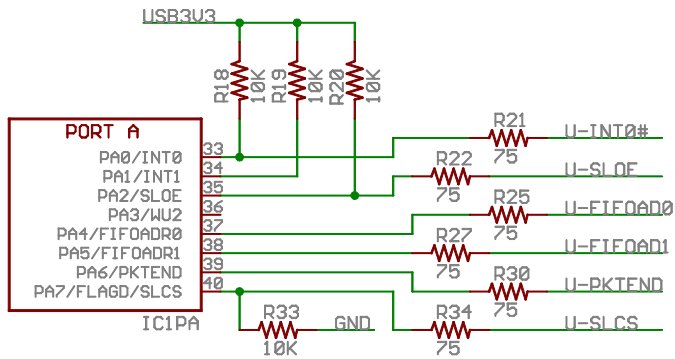 USB3V3
R18
10K
R19
10K
R20
10K
PORT A
PA0/INT0
33
PA1/INT1
34
PA2/SLOE
35
PA3/WU2
36
PA4/FIFOADR0
37
PA5/FIFOADR1
38
PA6/PKTEND
39
PA7/FLAGD/SLCS
40
IC1PA
R21
75
U-INT0#
R22
75
U-SLOE
R25
75
U-FIFOAD0
R27
75
U-FIFOAD1
R30
75
U-PKTEND
R33
10K
GND
R34
75
U-SLCS